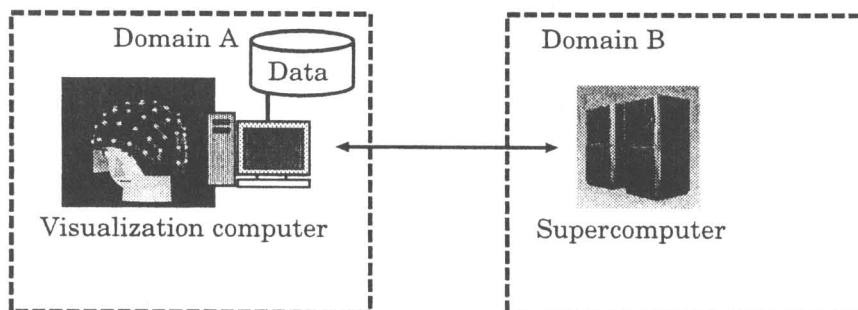 Domain A
Data
Visualization computer
Domain B
Supercomputer